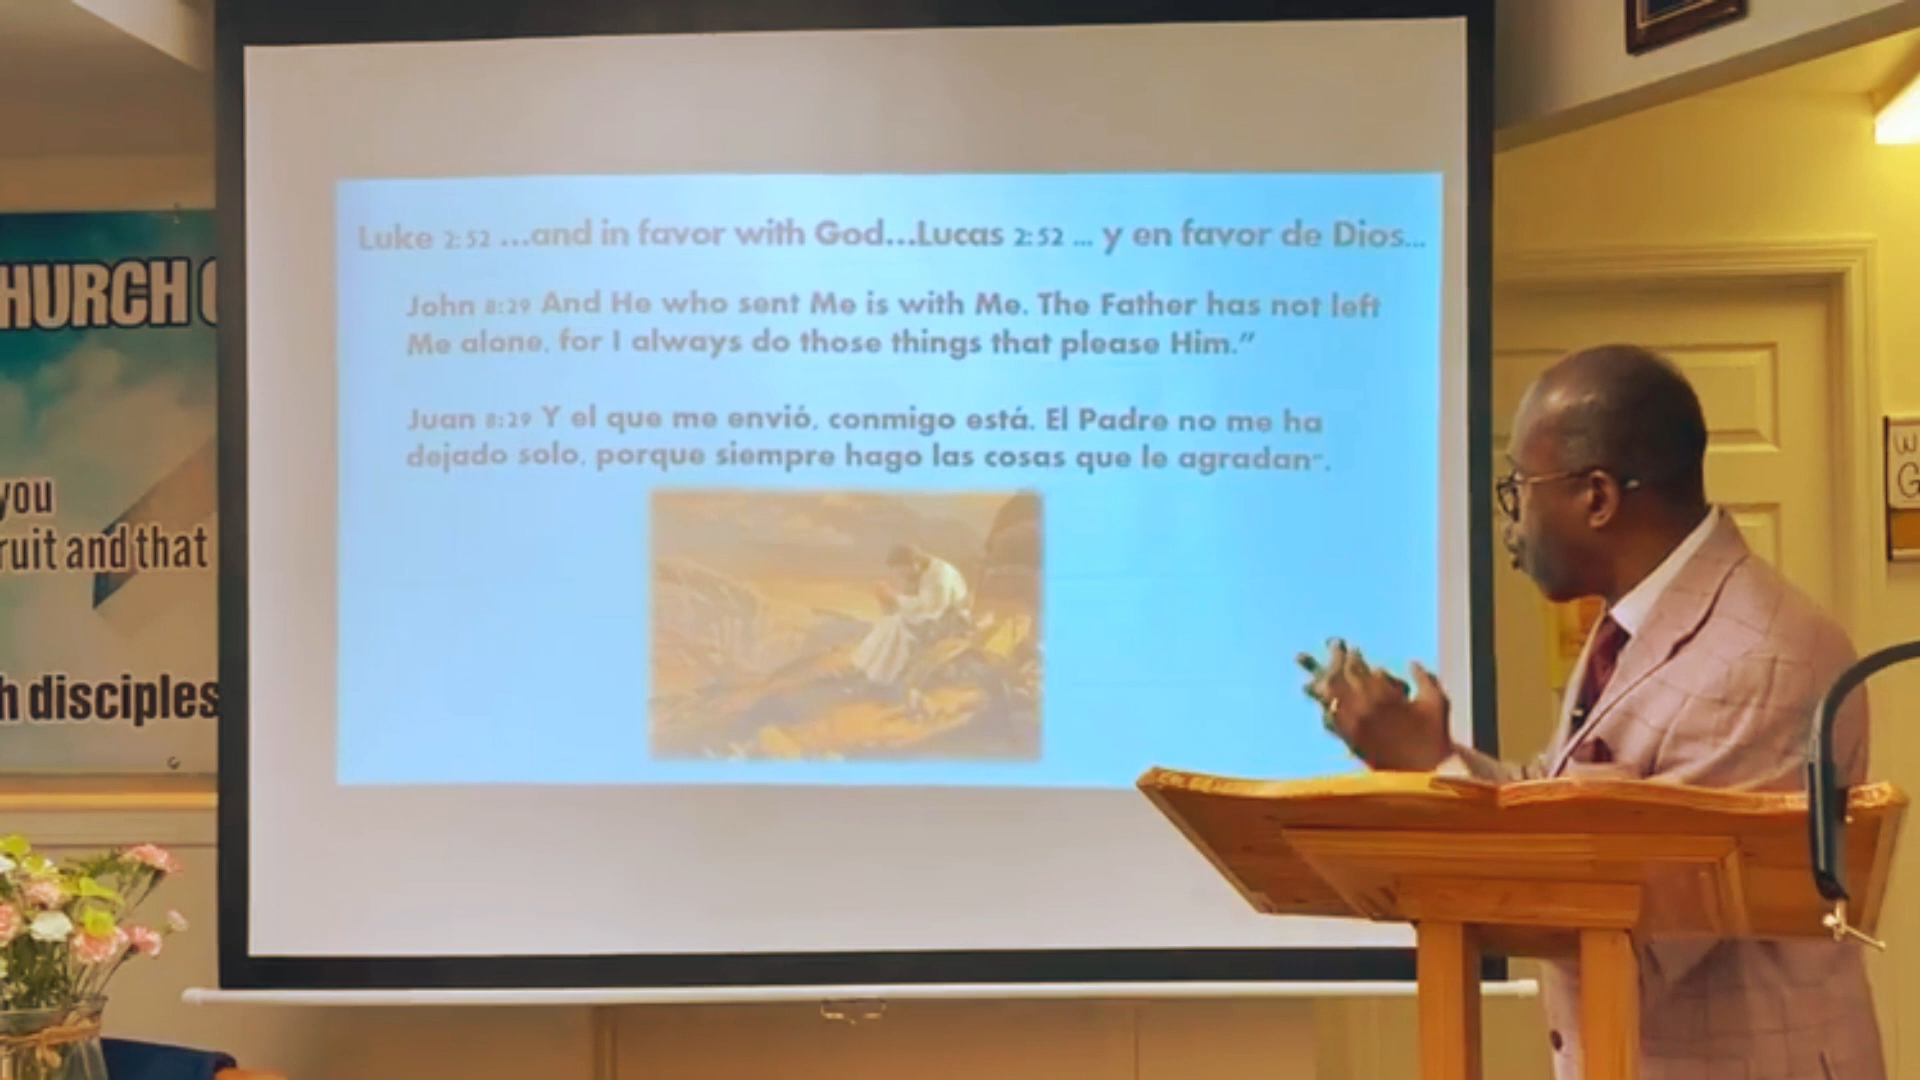 Luke 2:52 ...and in favor with God...Lucas 2:52 ... y en favor de Dios...
John 8:29 And He who sent Me is with Me. The Father has not left
Me alone, for I always do those things that please Him.”
Juan 8:29 Y el que me envió, conmigo está. El Padre no me ha
dejado solo, porque siempre hago las cosas que le agradan”.
HURCH
you
ruit and that
h disciples
W
G